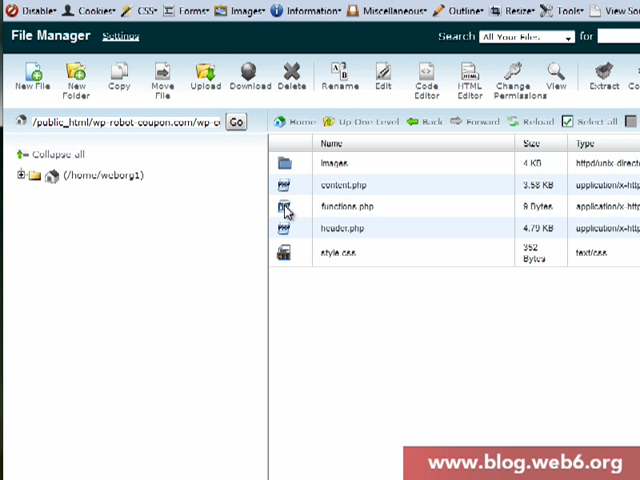 Disable▾ Cookies▾ CSS▾ Forms▾ Images▾ Information▾ Miscellaneous▾ Outline▾ Resize▾ Tools▾ View
File Manager Settings Search All Your Files for
New File New Folder Copy Move File Upload Download Delete Rename Edit Code Editor HTML Editor Change Permissions View Extract
/public_html/wp-robot-coupon.com/wp-c Go Home Up One Level Back Forward Reload Select all
Collapse all Name Size Type
(/home/weborg1)
images 4 KB httpd/unix-direc
content.php 3.58 KB application/x-http
functions.php 9 Bytes application/x-http
header.php 4.79 KB application/x-http
style.css 352 Bytes text/css
www.blog.web6.org